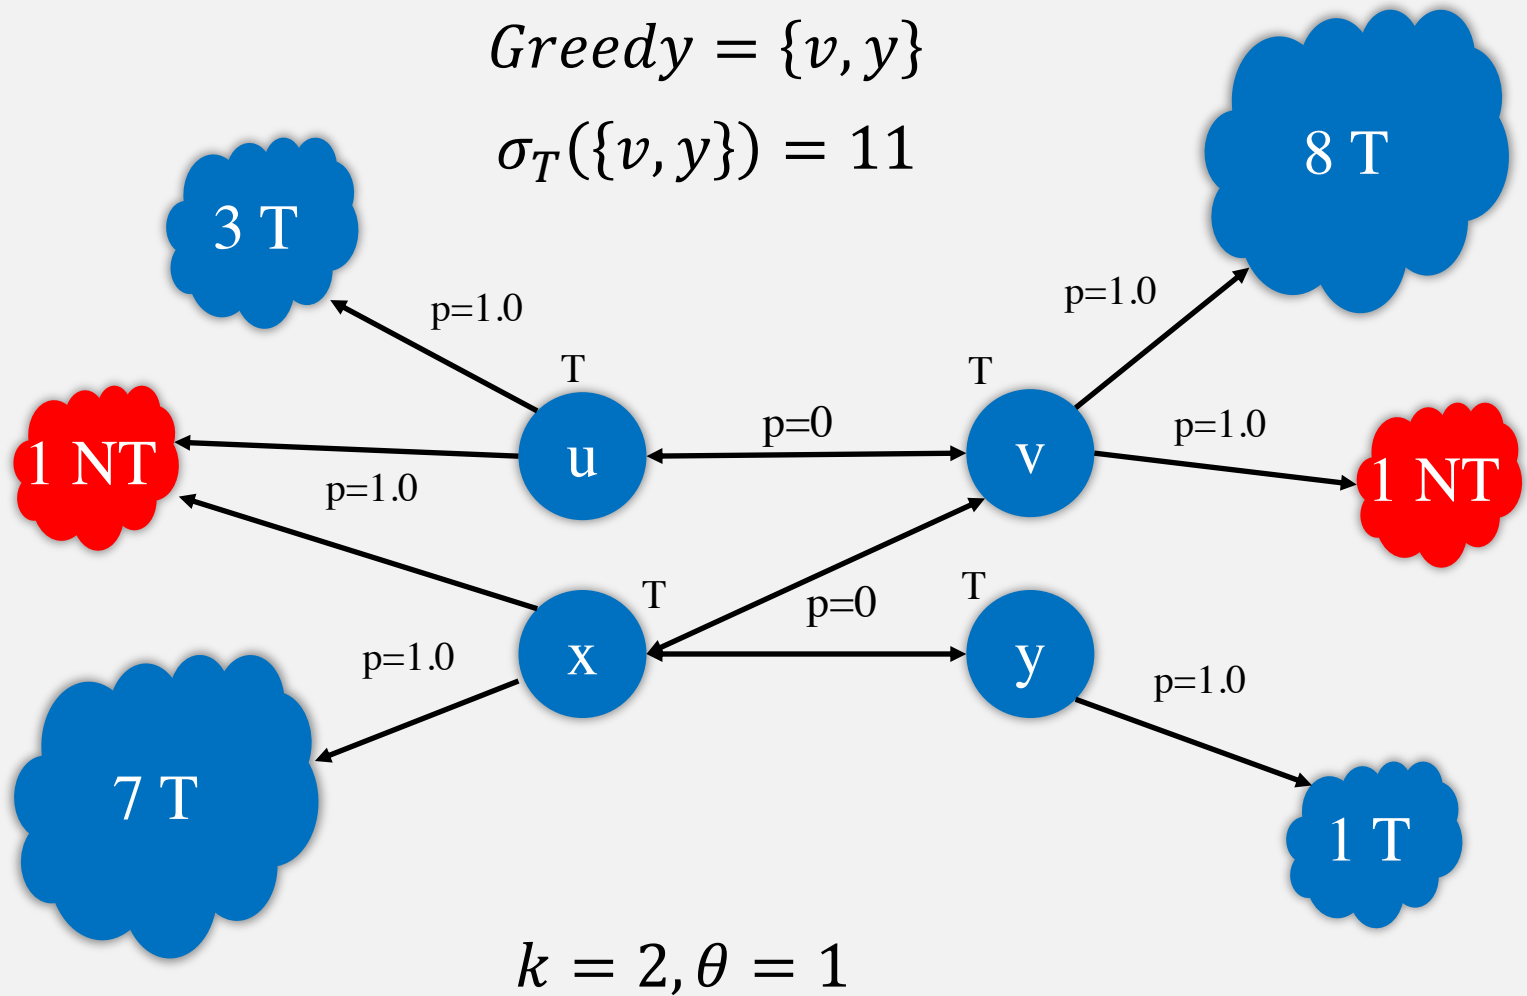 Greedy = {v, y}
σ_T({v, y}) = 11
8 T
3 T
p=1.0
p=1.0
T
T
1 NT
u
p=0
v
p=1.0
1 NT
p=1.0
T
p=0
T
x
y
p=1.0
p=1.0
7 T
1 T
k = 2, θ = 1